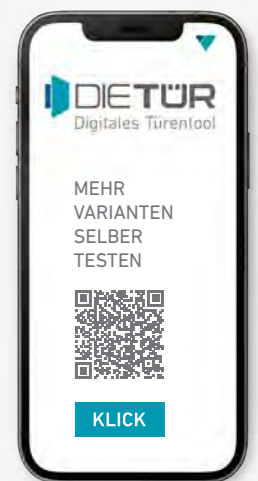 DIETÜR
Digitales Türentool
MEHR
VARIANTEN
SELBER
TESTEN
KLICK